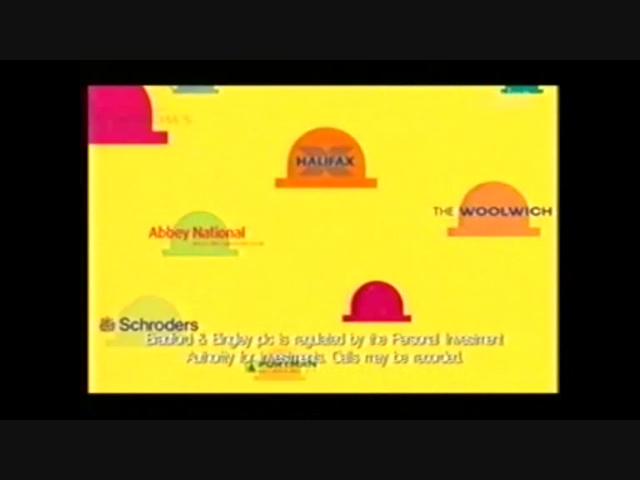 HALIFAX
THE WOOLWICH
Abbey National
Schroders
Bradford & Bingley plc is regulated by the Personal Investment
Authority for investments. Calls may be recorded.
PORTMAN